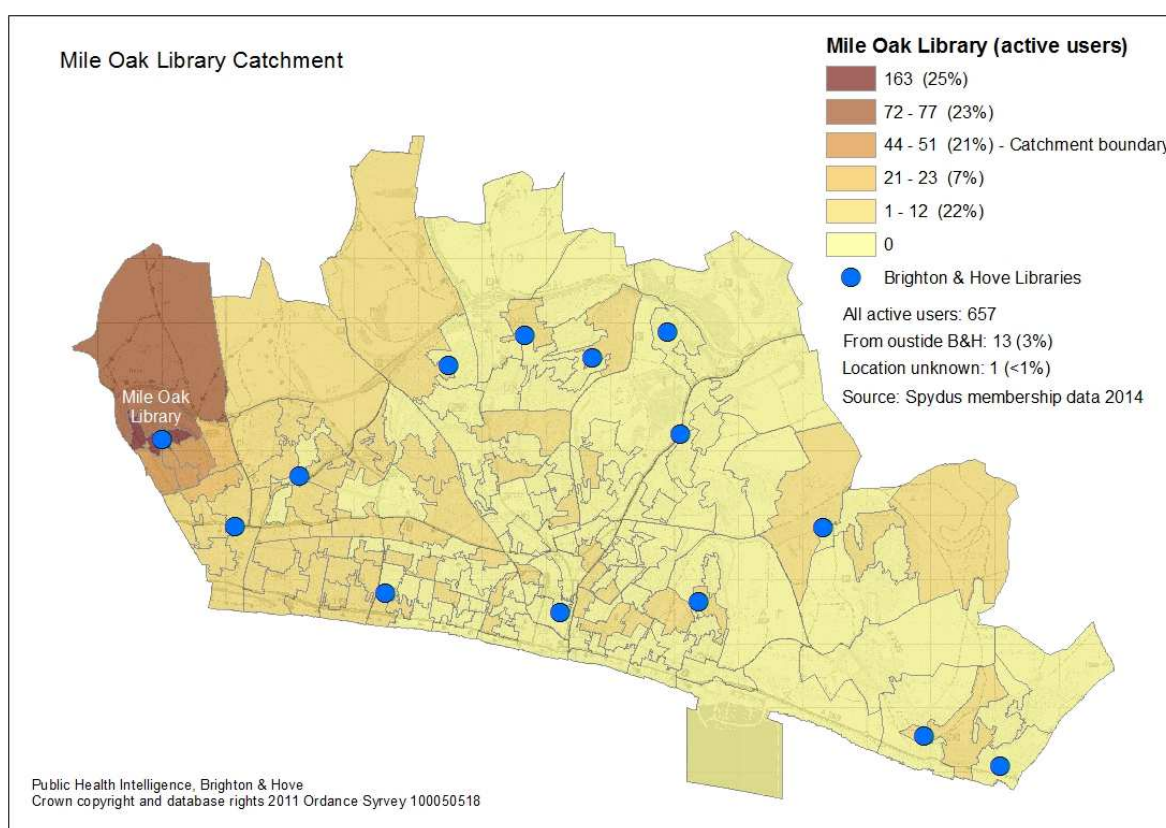 Mile Oak Library Catchment
Mile Oak Library (active users)
163 (25%)
72 - 77 (23%)
44 - 51 (21%) - Catchment boundary
21 - 23 (7%)
1 - 12 (22%)
0
Brighton & Hove Libraries
All active users: 657
From oustide B&H: 13 (3%)
Location unknown: 1 (<1%)
Source: Spydus membership data 2014
Mile Oak
Library
Public Health Intelligence, Brighton & Hove
Crown copyright and database rights 2011 Ordance Syrvey 100050518